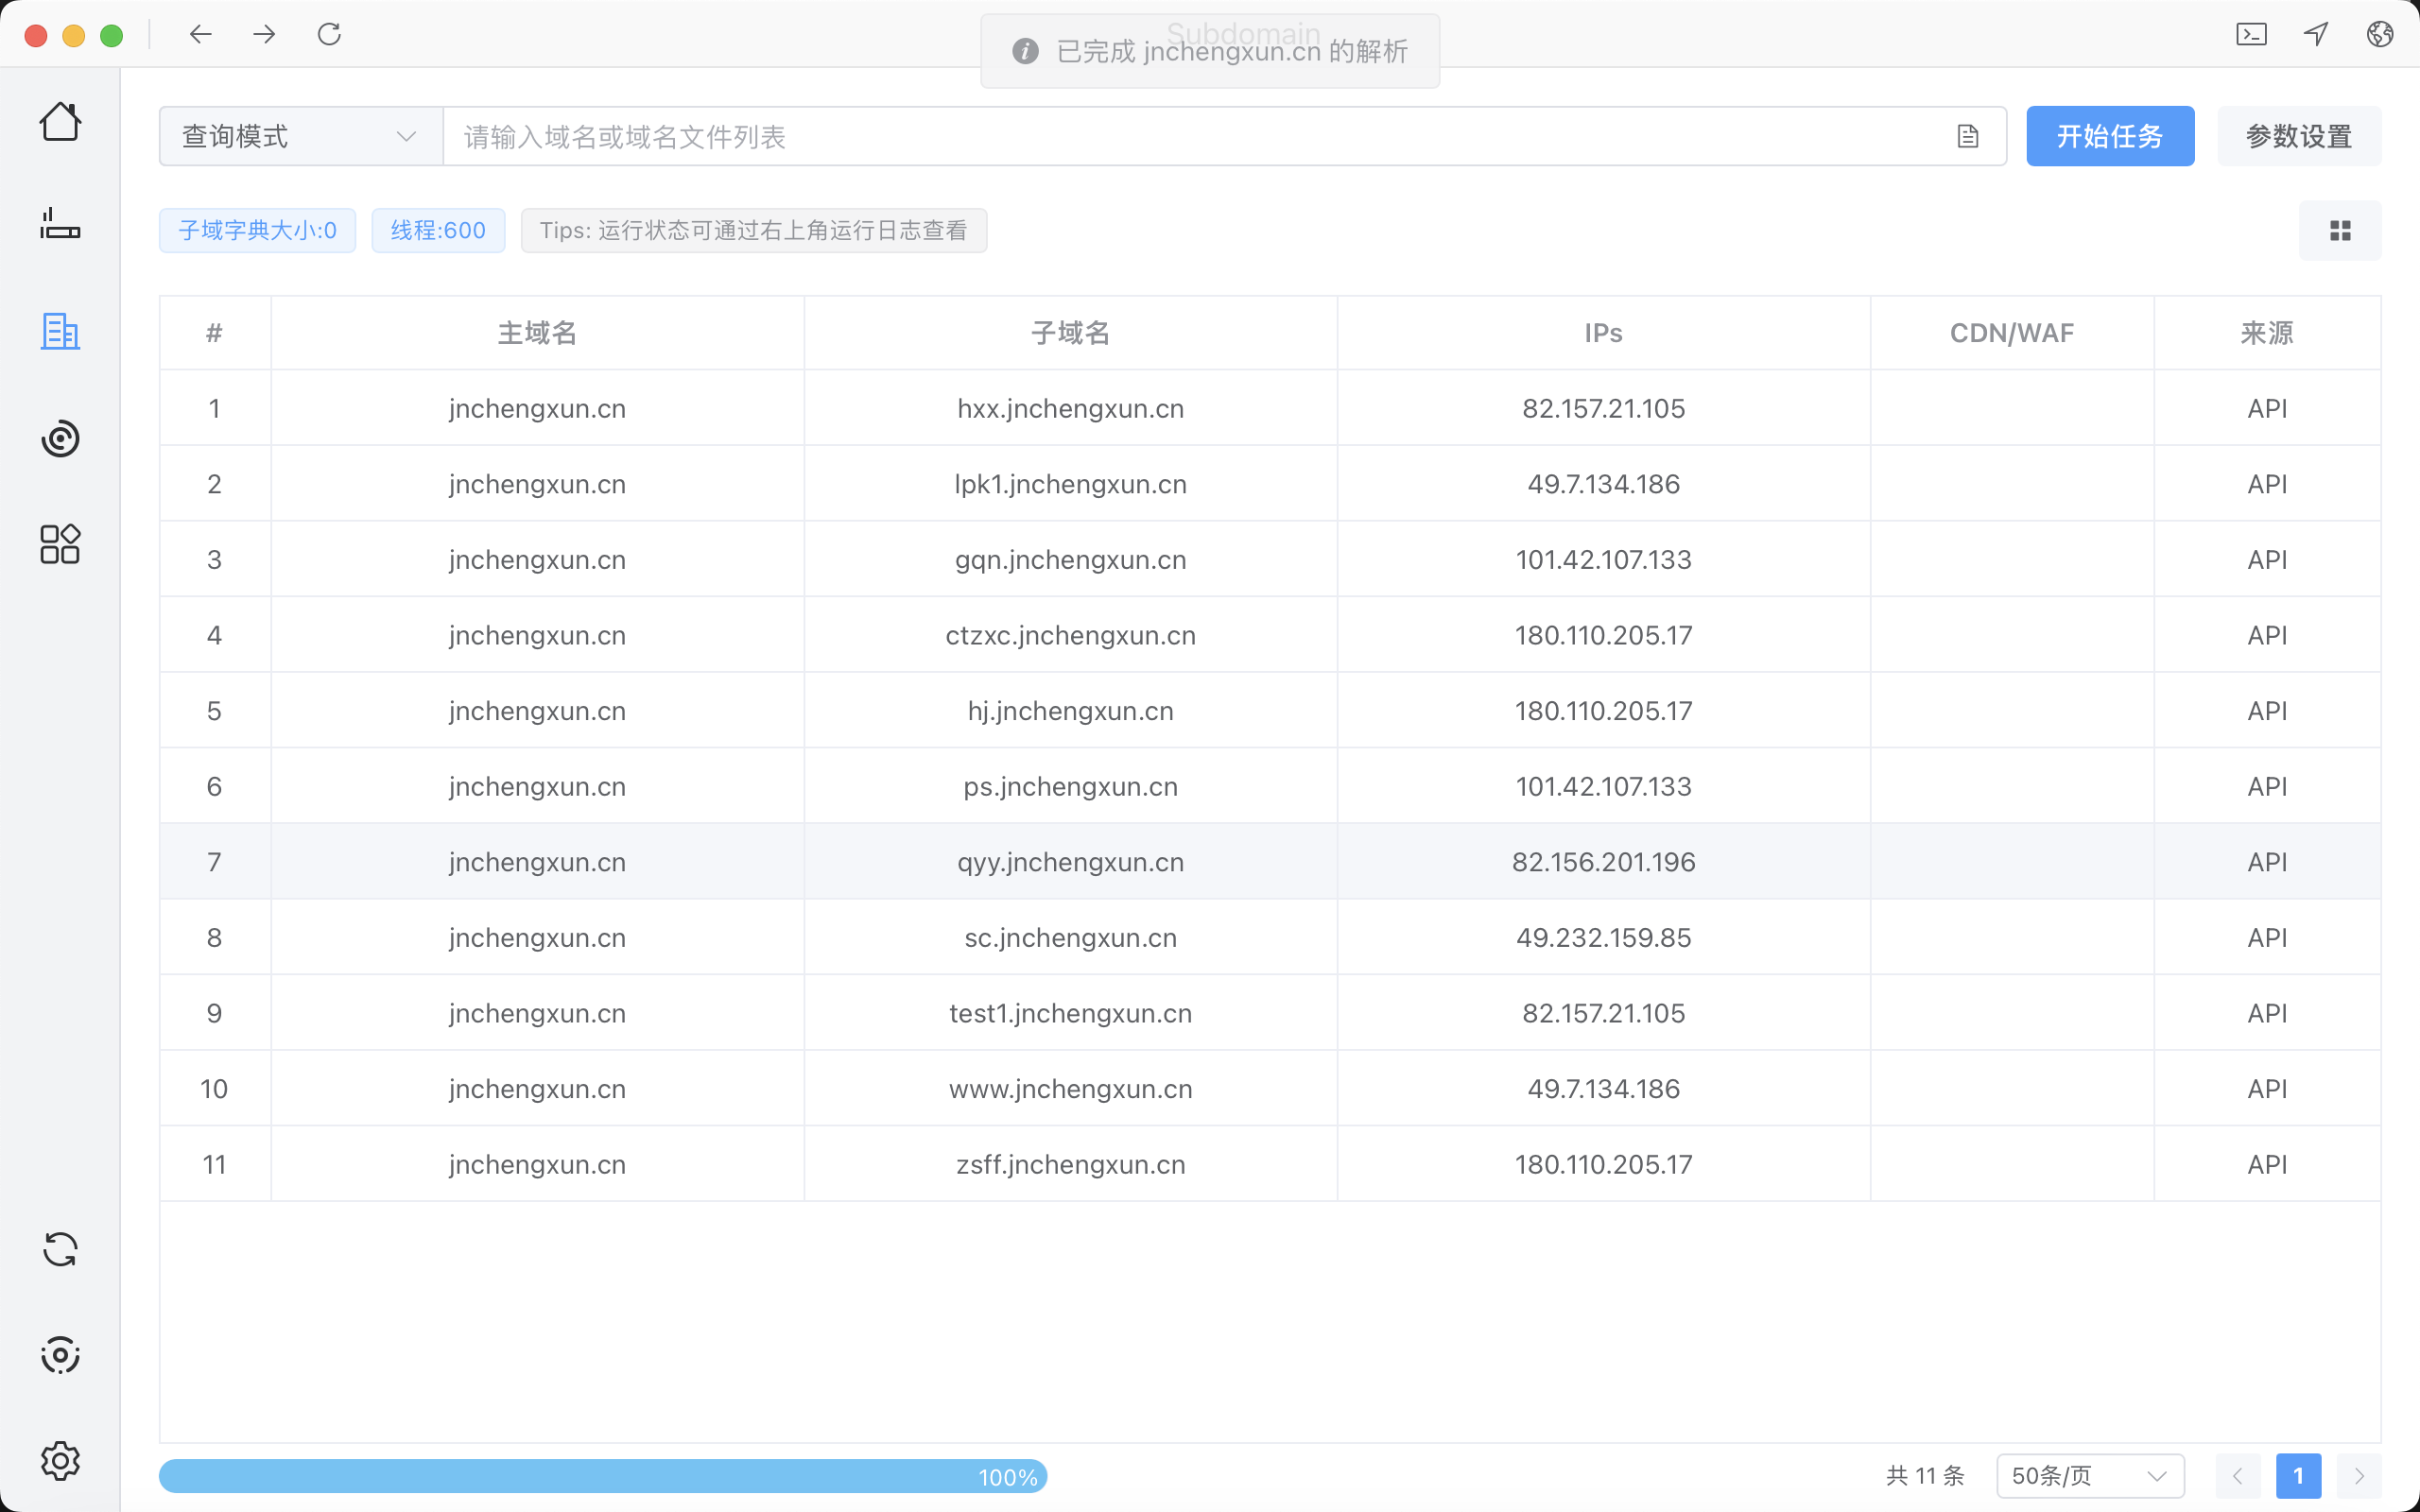 Subdomain
已完成 jnchengxun.cn 的解析
查询模式 请输入域名或域名文件列表 开始任务 参数设置
子域字典大小:0 线程:600 Tips: 运行状态可通过右上角运行日志查看
# 主域名 子域名 IPs CDN/WAF 来源
1 jnchengxun.cn hxx.jnchengxun.cn 82.157.21.105 API
2 jnchengxun.cn lpk1.jnchengxun.cn 49.7.134.186 API
3 jnchengxun.cn gqn.jnchengxun.cn 101.42.107.133 API
4 jnchengxun.cn ctzxc.jnchengxun.cn 180.110.205.17 API
5 jnchengxun.cn hj.jnchengxun.cn 180.110.205.17 API
6 jnchengxun.cn ps.jnchengxun.cn 101.42.107.133 API
7 jnchengxun.cn qyy.jnchengxun.cn 82.156.201.196 API
8 jnchengxun.cn sc.jnchengxun.cn 49.232.159.85 API
9 jnchengxun.cn test1.jnchengxun.cn 82.157.21.105 API
10 jnchengxun.cn www.jnchengxun.cn 49.7.134.186 API
11 jnchengxun.cn zsff.jnchengxun.cn 180.110.205.17 API
100% 共 11 条 50条/页 1